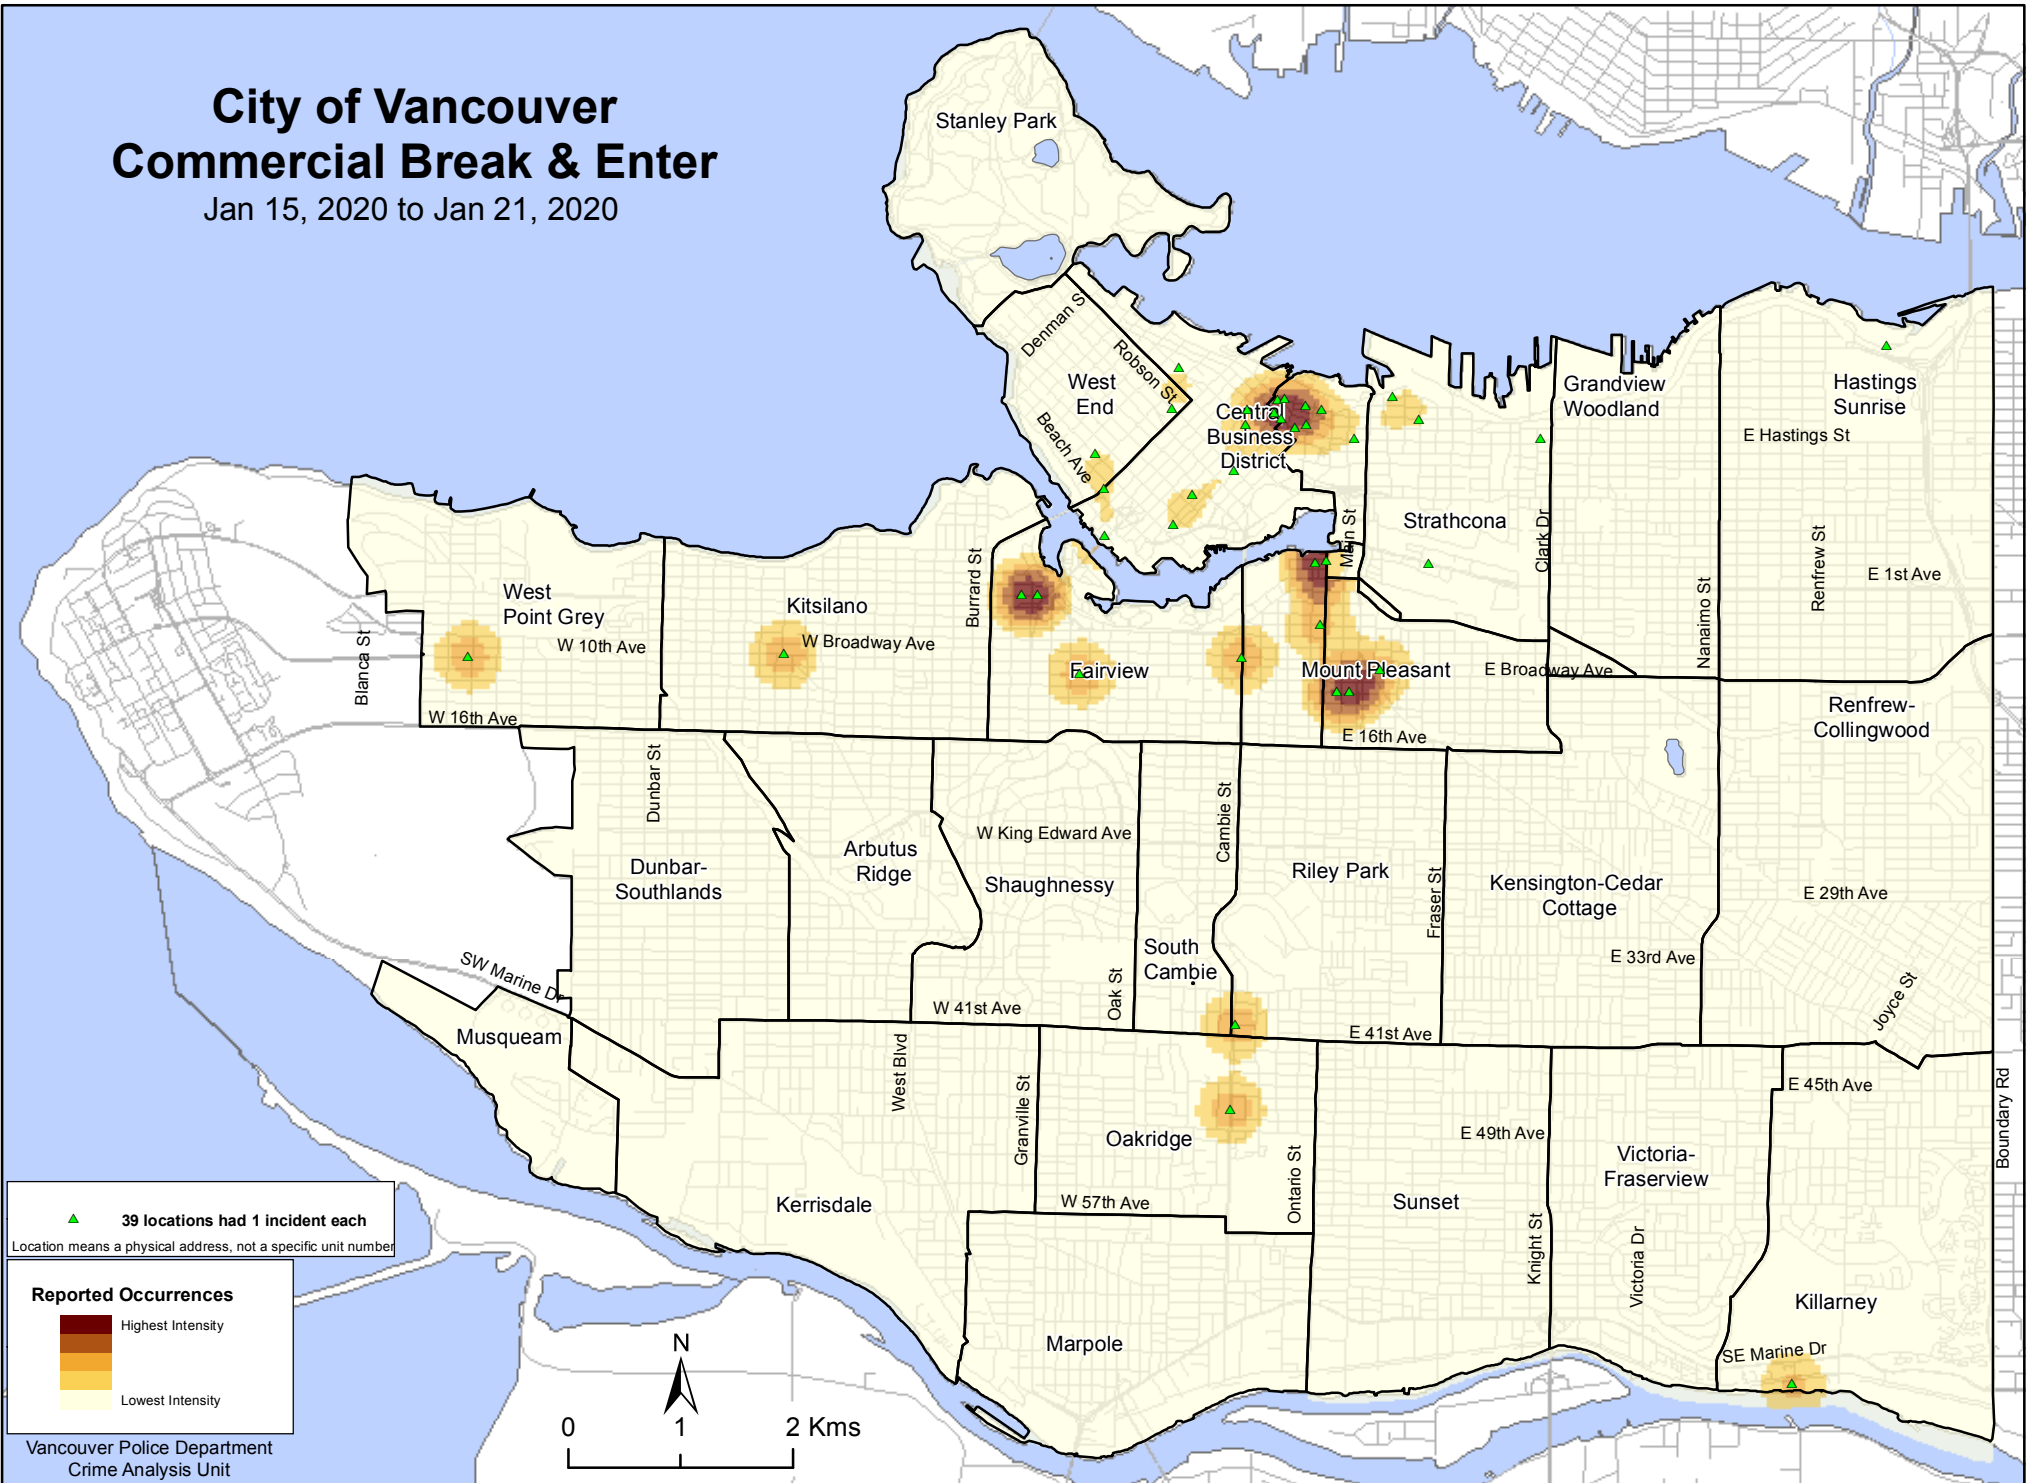 City of Vancouver
Commercial Break & Enter
Jan 15, 2020 to Jan 21, 2020
Stanley Park
Denman S
Robson St
West
End
Beach Ave
Central
Business
District
Grandview
Woodland
Hastings
Sunrise
E Hastings St
Strathcona
Main St
Clark Dr
Nanaimo St
Renfrew St
E 1st Ave
Burrard St
West
Point Grey
Kitsilano
W 10th Ave
W Broadway Ave
Blanca St
Fairview
Mount Pleasant
E Broadway Ave
W 16th Ave
E 16th Ave
Renfrew-
Collingwood
Dunbar St
Cambie St
W King Edward Ave
Arbutus
Ridge
Dunbar-
Southlands
Shaughnessy
Riley Park
Fraser St
Kensington-Cedar
Cottage
E 29th Ave
South
Cambie
E 33rd Ave
SW Marine Dr
Oak St
W 41st Ave
E 41st Ave
Joyce St
Musqueam
West Blvd
Granville St
E 45th Ave
Boundary Rd
Oakridge
E 49th Ave
Victoria-
Fraserview
Ontario St
W 57th Ave
Kerrisdale
Sunset
Knight St
Victoria Dr
Killarney
Marpole
SE Marine Dr
39 locations had 1 incident each
Location means a physical address, not a specific unit number
Reported Occurrences
Highest Intensity
Lowest Intensity
Vancouver Police Department
Crime Analysis Unit
N
0 1 2 Kms